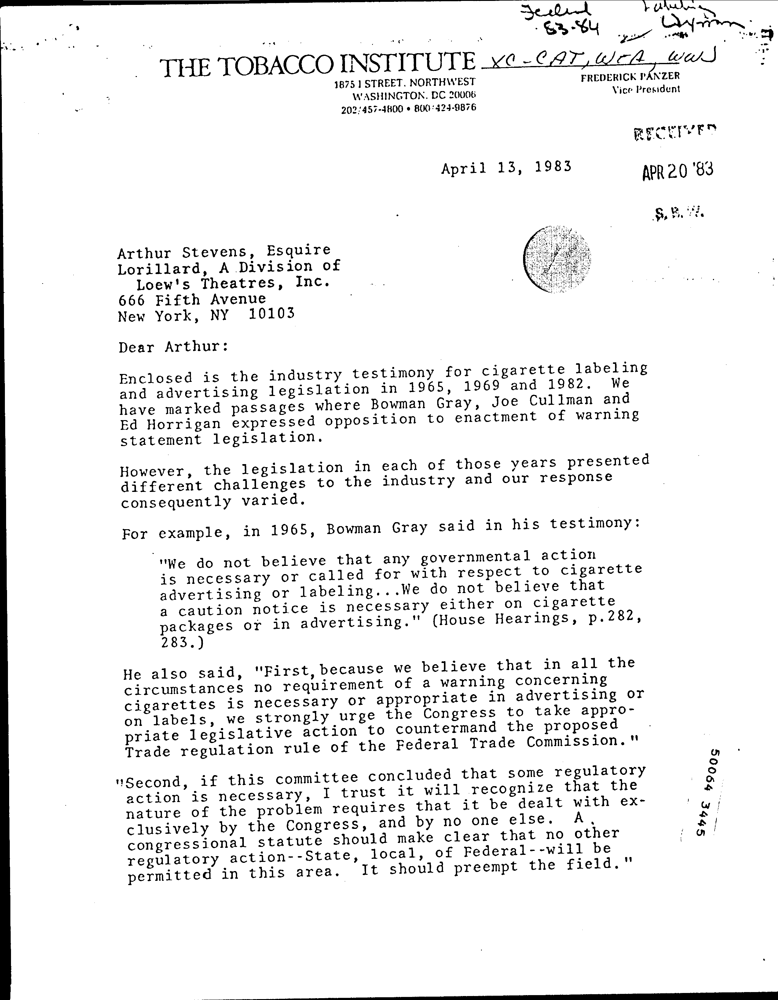 83-84
THE TOBACCO INSTITUTE XC-CAT, WFA, WWJ
1875 I STREET, NORTHWEST
WASHINGTON, DC 20006
202/457-4800 • 800/424-9876
FREDERICK PANZER
Vice President
RECEIVED
April 13, 1983
APR 20 '83
Arthur Stevens, Esquire
Lorillard, A Division of
Loew's Theatres, Inc.
666 Fifth Avenue
New York, NY 10103
Dear Arthur:
Enclosed is the industry testimony for cigarette labeling
and advertising legislation in 1965, 1969 and 1982. We
have marked passages where Bowman Gray, Joe Cullman and
Ed Horrigan expressed opposition to enactment of warning
statement legislation.
However, the legislation in each of those years presented
different challenges to the industry and our response
consequently varied.
For example, in 1965, Bowman Gray said in his testimony:
"We do not believe that any governmental action
is necessary or called for with respect to cigarette
advertising or labeling...We do not believe that
a caution notice is necessary either on cigarette
packages or in advertising." (House Hearings, p.282,
283.)
He also said, "First, because we believe that in all the
circumstances no requirement of a warning concerning
cigarettes is necessary or appropriate in advertising or
on labels, we strongly urge the Congress to take appro-
priate legislative action to countermand the proposed
Trade regulation rule of the Federal Trade Commission."
"Second, if this committee concluded that some regulatory
action is necessary, I trust it will recognize that the
nature of the problem requires that it be dealt with ex-
clusively by the Congress, and by no one else. A
congressional statute should make clear that no other
regulatory action--State, local, of Federal--will be
permitted in this area. It should preempt the field."
50064 3445